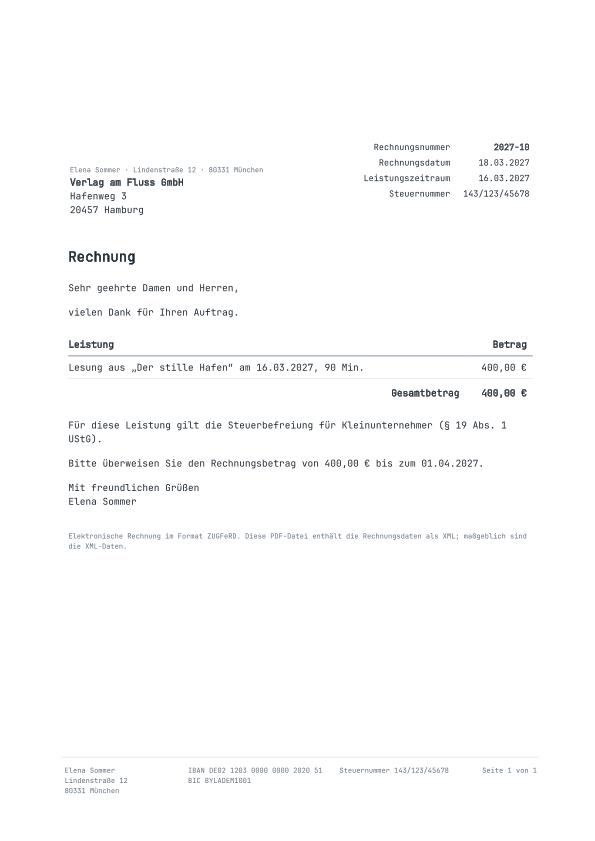 Rechnungsnummer 2027-10
Rechnungsdatum 18.03.2027
Leistungszeitraum 16.03.2027
Steuernummer 143/123/45678
Elena Sommer · Lindenstraße 12 · 80331 München
Verlag am Fluss GmbH
Hafenweg 3
20457 Hamburg
Rechnung
Sehr geehrte Damen und Herren,
vielen Dank für Ihren Auftrag.
Leistung Betrag
Lesung aus „Der stille Hafen“ am 16.03.2027, 90 Min. 400,00 €
Gesamtbetrag 400,00 €
Für diese Leistung gilt die Steuerbefreiung für Kleinunternehmer (§ 19 Abs. 1
UStG).
Bitte überweisen Sie den Rechnungsbetrag von 400,00 € bis zum 01.04.2027.
Mit freundlichen Grüßen
Elena Sommer
Elektronische Rechnung im Format ZUGFeRD. Diese PDF-Datei enthält die Rechnungsdaten als XML; maßgeblich sind
die XML-Daten.
Elena Sommer IBAN DE02 1203 0000 0000 2020 51 Steuernummer 143/123/45678 Seite 1 von 1
Lindenstraße 12 BIC BYLADEM1001
80331 München